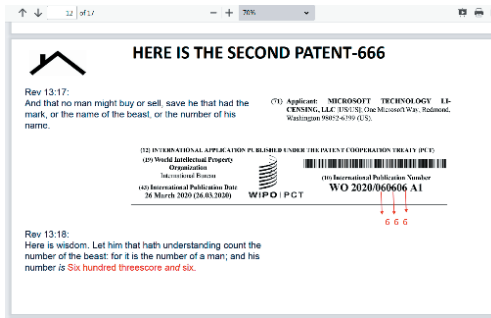 12 of 17
70%
HERE IS THE SECOND PATENT-666
Rev 13:17:
And that no man might buy or sell, save he that had the
mark, or the name of the beast, or the number of his
name.
(71) Applicant: MICROSOFT TECHNOLOGY LI-
CENSING, LLC [US/US]; One Microsoft Way, Redmond,
Washington 98052-6399 (US).
(12) INTERNATIONAL APPLICATION PUBLISHED UNDER THE PATENT COOPERATION TREATY (PCT)
(19) World Intellectual Property
Organization
International Bureau
(43) International Publication Date
26 March 2020 (26.03.2020)
WIPO | PCT
(10) International Publication Number
WO 2020/060606 A1
6 6 6
Rev 13:18:
Here is wisdom. Let him that hath understanding count the
number of the beast: for it is the number of a man; and his
number is Six hundred threescore and six.